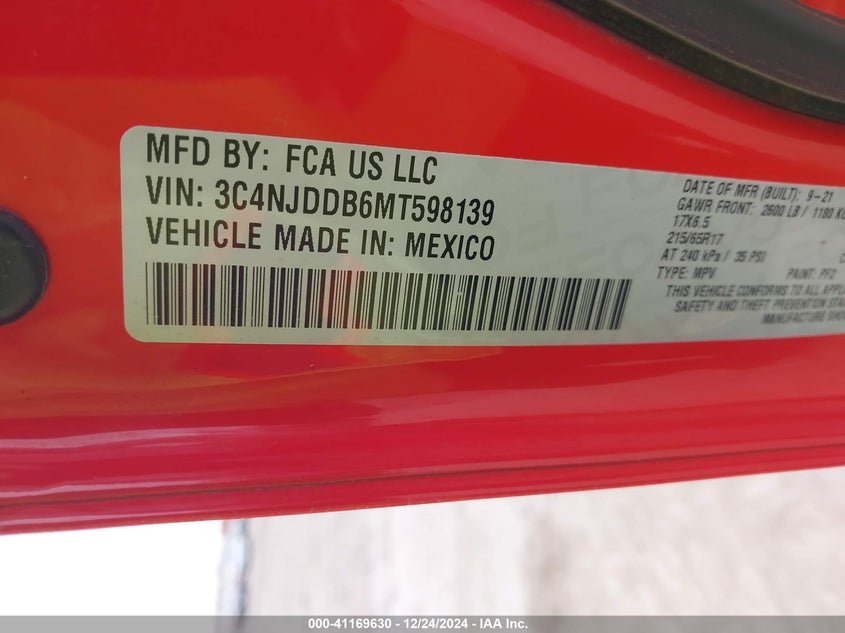 MFD BY: FCA US LLC
VIN: 3C4NJDDB6MT598139
VEHICLE MADE IN: MEXICO
DATE OF MFR (BUILT): 9-21
GAWR FRONT: 2600 LB / 1180 KG
17X6.5
215/65R17
AT 240 kPa / 35 PSI
TYPE: MPV PAINT: PF2
THIS VEHICLE CONFORMS TO ALL
SAFETY AND THEFT PREVENTION
MANUFACTURE
000-41169630 - 12/24/2024 - IAA Inc.